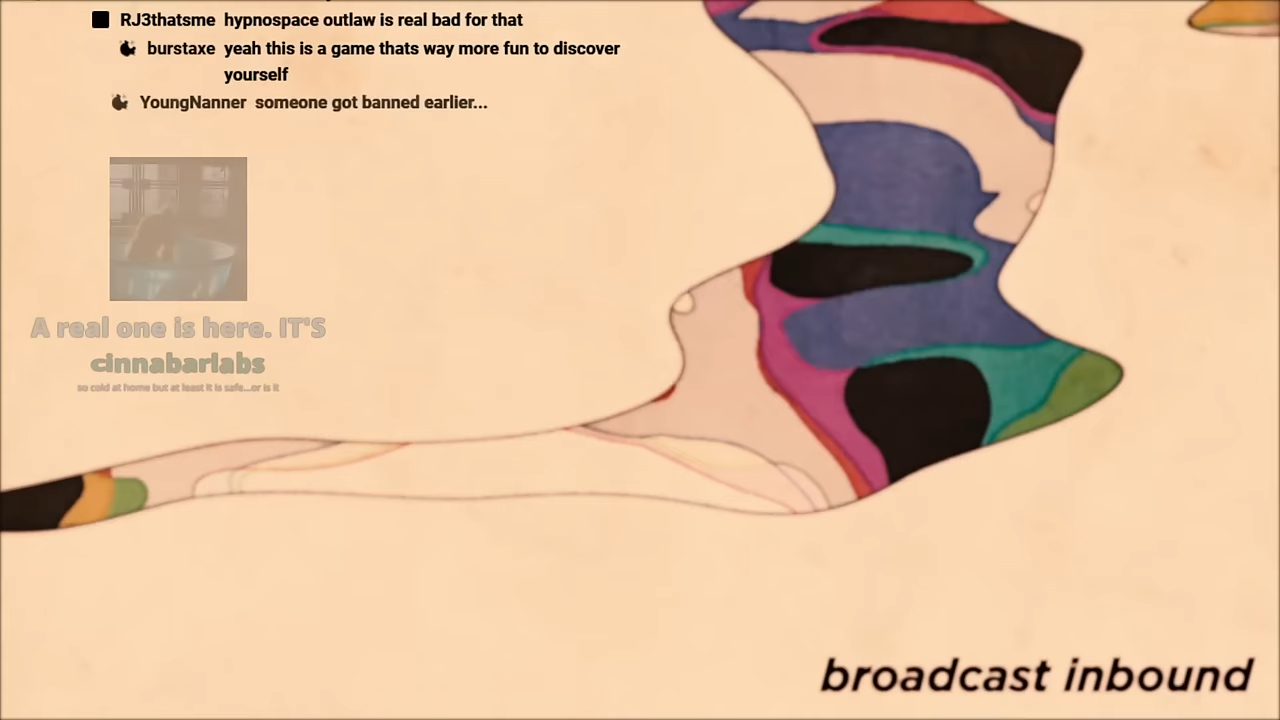 RJ3thatsme hypnospace outlaw is real bad for that
burstaxe yeah this is a game thats way more fun to discover
yourself
YoungNanner someone got banned earlier...
A real one is here. IT'S
cinnabarlabs
so cold at home but at least it is safe...or is it
broadcast inbound